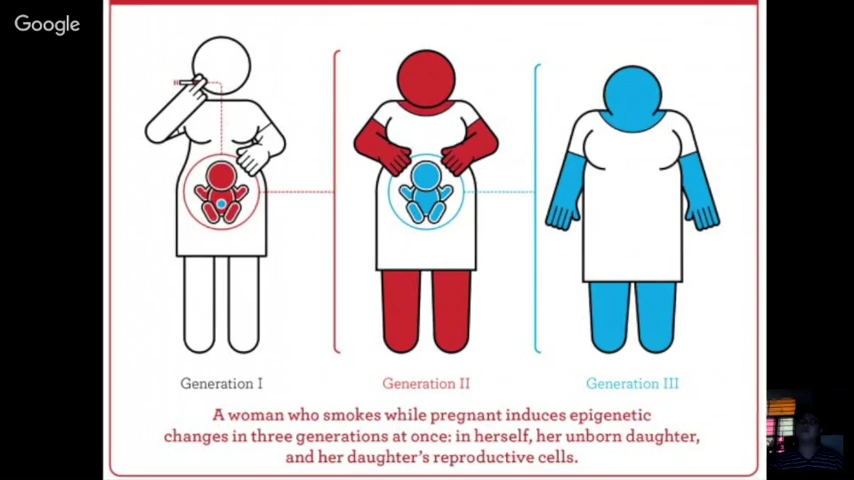 Google
Generation I
Generation II
Generation III
A woman who smokes while pregnant induces epigenetic
changes in three generations at once: in herself, her unborn daughter,
and her daughter's reproductive cells.